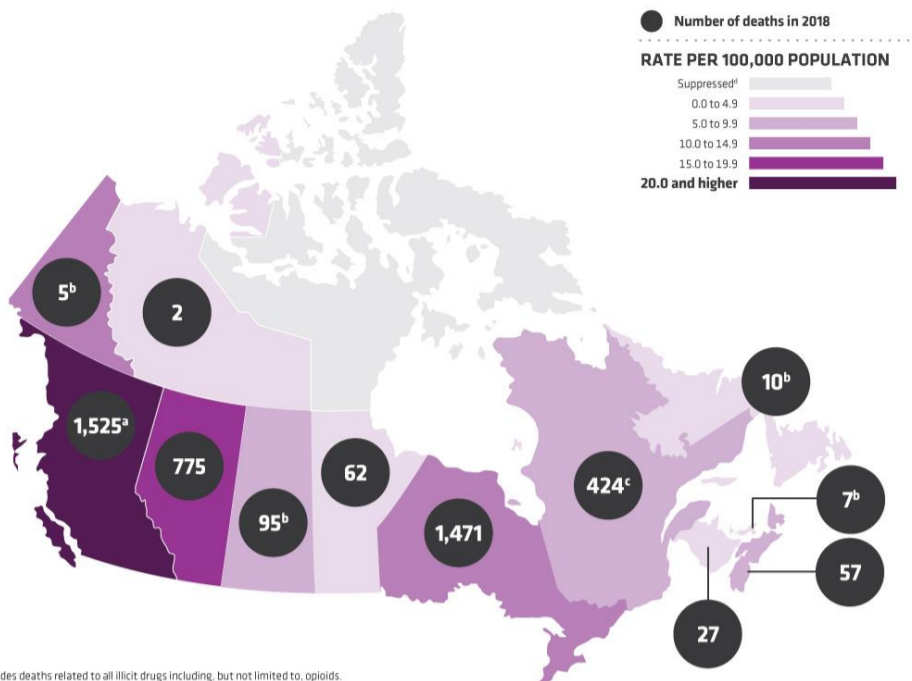 Number of deaths in 2018
RATE PER 100,000 POPULATION
Suppressedᵈ
0.0 to 4.9
5.0 to 9.9
10.0 to 14.9
15.0 to 19.9
20.0 and higher
5ᵇ
2
10ᵇ
1,525ᵃ
775
62
424ᶜ
95ᵇ
1,471
7ᵇ
57
27
des deaths related to all illicit drugs including, but not limited to, opioids.